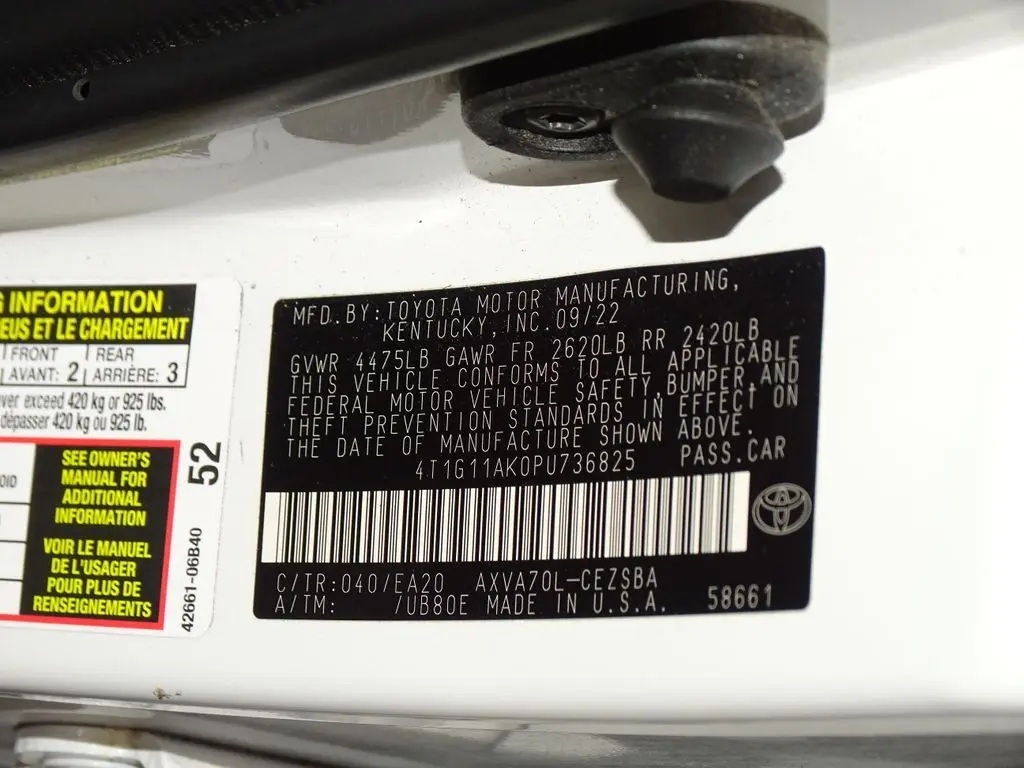 G INFORMATION
EUS ET LE CHARGEMENT
FRONT REAR
AVANT: 2 ARRIÈRE: 3
ver exceed 420 kg or 925 lbs.
dépasser 420 kg ou 925 lb.
SEE OWNER'S
MANUAL FOR
ADDITIONAL
INFORMATION
VOIR LE MANUEL
DE L'USAGER
POUR PLUS DE
RENSEIGNEMENTS
52
42661-06B40
MFD.BY:TOYOTA MOTOR MANUFACTURING,
KENTUCKY,INC.09/22
GVWR 4475LB GAWR FR 2620LB RR 2420LB
THIS VEHICLE CONFORMS TO ALL APPLICABLE
FEDERAL MOTOR VEHICLE SAFETY,BUMPER,AND
THEFT PREVENTION STANDARDS IN EFFECT ON
THE DATE OF MANUFACTURE SHOWN ABOVE.
4T1G11AK0PU736825 PASS.CAR
C/TR:040/EA20 AXVA70L-CEZSBA
A/TM: /UB80E MADE IN U.S.A. 58661